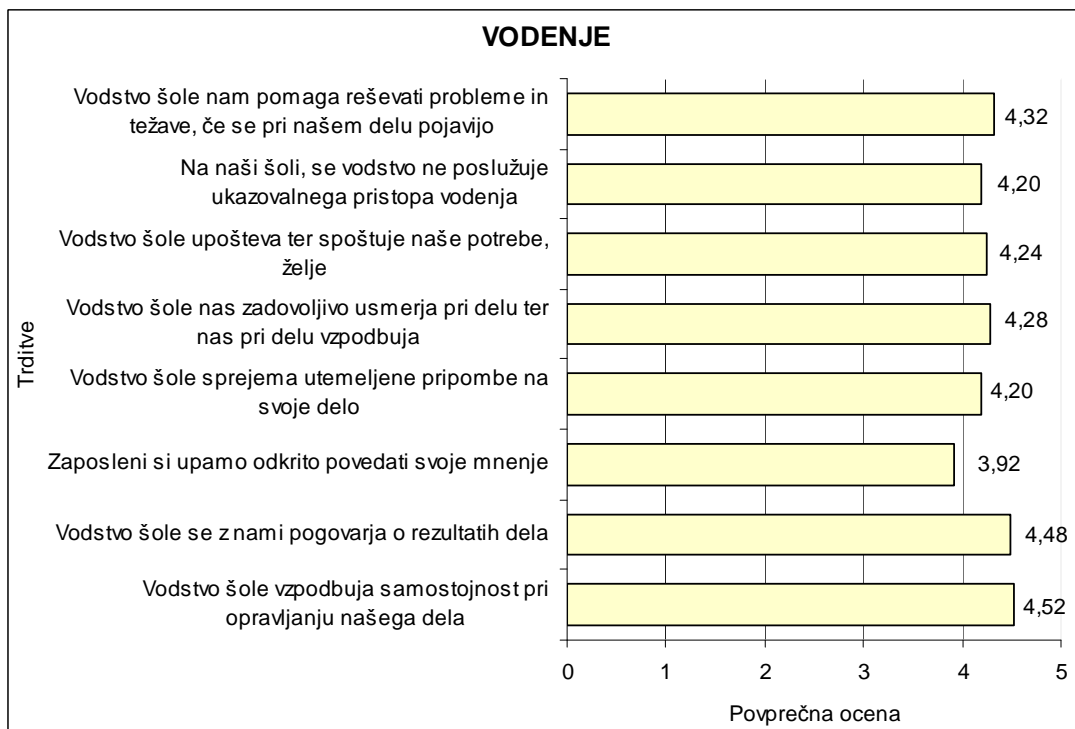 VODENJE
Vodstvo šole nam pomaga reševati probleme in
težave, če se pri našem delu pojavijo
4,32
Na naši šoli, se vodstvo ne poslužuje
ukazovalnega pristopa vodenja
4,20
Vodstvo šole upošteva ter spoštuje naše potrebe,
želje
4,24
Vodstvo šole nas zadovoljivo usmerja pri delu ter
nas pri delu vzpodbuja
4,28
Vodstvo šole sprejema utemeljene pripombe na
svoje delo
4,20
Zaposleni si upamo odkrito povedati svoje mnenje
3,92
Vodstvo šole se z nami pogovarja o rezultatih dela
4,48
Vodstvo šole vzpodbuja samostojnost pri
opravljanju našega dela
4,52
Trditve
0 1 2 3 4 5
Povprečna ocena